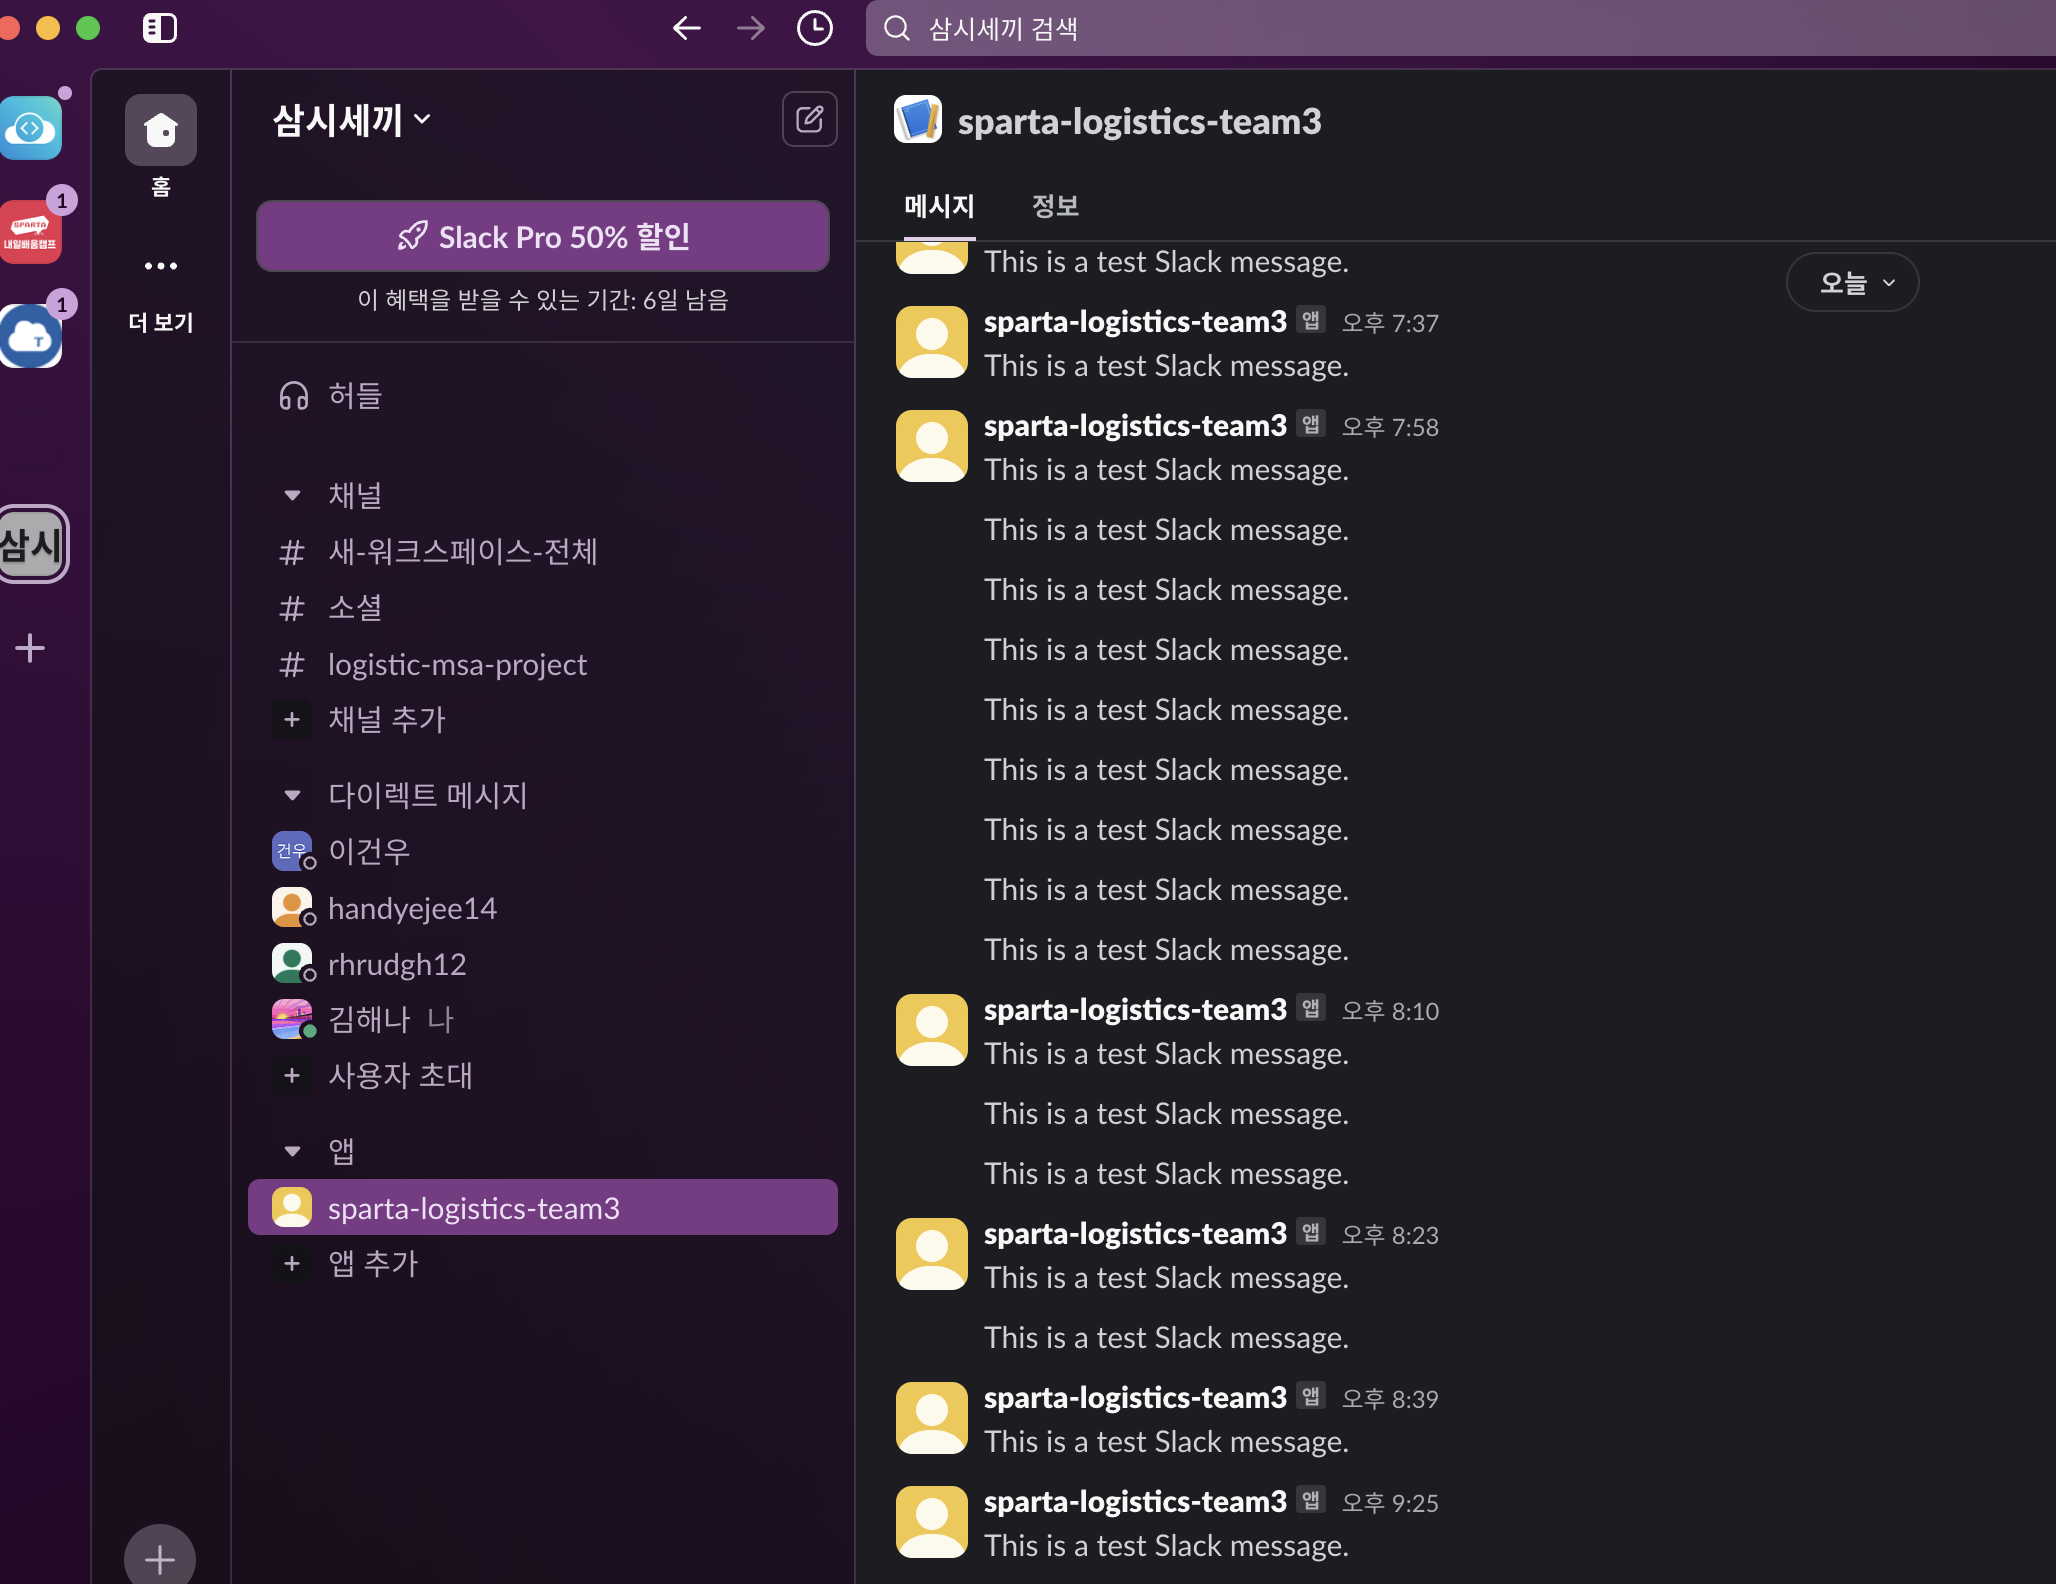 삼시세끼 검색
1
SPARTA
내일배움캠프
1
T
삼시
홈
더 보기
삼시세끼
Slack Pro 50% 할인
이 혜택을 받을 수 있는 기간: 6일 남음
허들
채널
# 새-워크스페이스-전체
# 소셜
# logistic-msa-project
+ 채널 추가
다이렉트 메시지
건우 이건우
handyejee14
rhrudgh12
김해나 나
+ 사용자 초대
앱
sparta-logistics-team3
+ 앱 추가
sparta-logistics-team3
메시지 정보
오늘
This is a test Slack message.
sparta-logistics-team3 앱 오후 7:37
This is a test Slack message.
sparta-logistics-team3 앱 오후 7:58
This is a test Slack message.
This is a test Slack message.
This is a test Slack message.
This is a test Slack message.
This is a test Slack message.
This is a test Slack message.
This is a test Slack message.
This is a test Slack message.
This is a test Slack message.
sparta-logistics-team3 앱 오후 8:10
This is a test Slack message.
This is a test Slack message.
This is a test Slack message.
sparta-logistics-team3 앱 오후 8:23
This is a test Slack message.
This is a test Slack message.
sparta-logistics-team3 앱 오후 8:39
This is a test Slack message.
sparta-logistics-team3 앱 오후 9:25
This is a test Slack message.